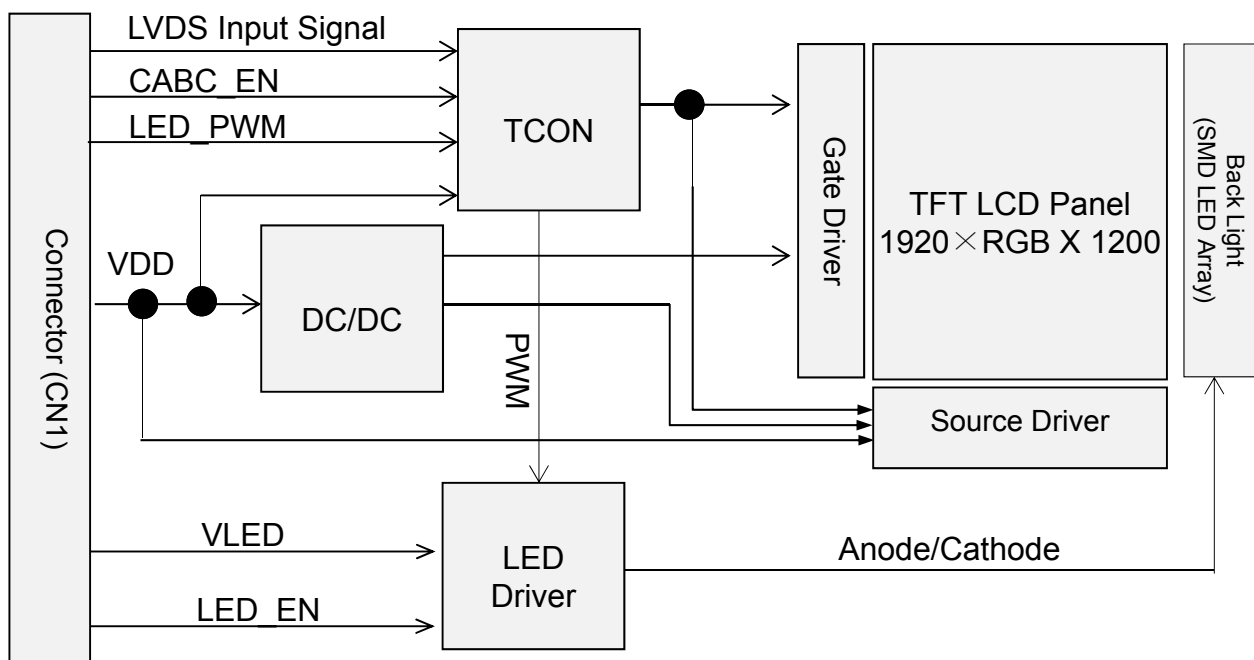 LVDS Input Signal
CABC_EN
LED_PWM
TCON
Connector (CN1)
VDD
DC/DC
PWM
Gate Driver
TFT LCD Panel
1920×RGB X 1200
Back Light
(SMD LED Array)
Source Driver
VLED
LED_EN
LED
Driver
Anode/Cathode